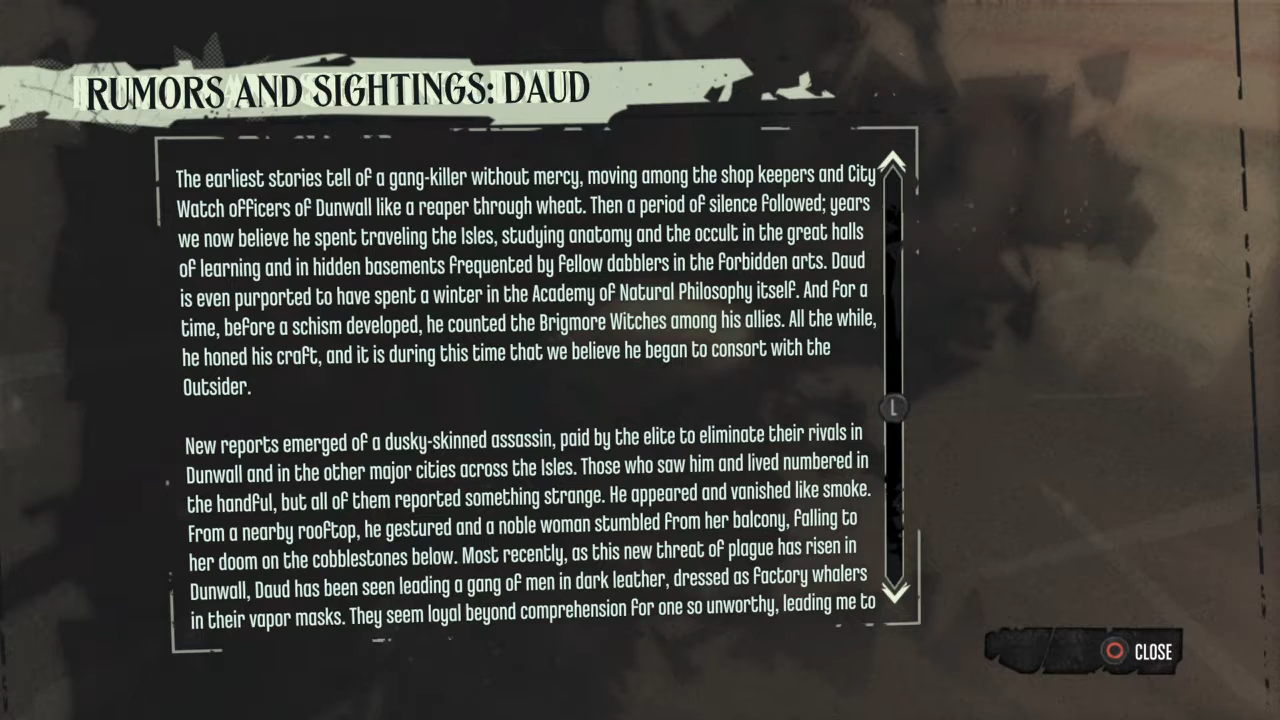 RUMORS AND SIGHTINGS: DAUD
The earliest stories tell of a gang-killer without mercy, moving among the shop keepers and City
Watch officers of Dunwall like a reaper through wheat. Then a period of silence followed; years
we now believe he spent traveling the Isles, studying anatomy and the occult in the great halls
of learning and in hidden basements frequented by fellow dabblers in the forbidden arts. Daud
is even purported to have spent a winter in the Academy of Natural Philosophy itself. And for a
time, before a schism developed, he counted the Brigmore Witches among his allies. All the while,
he honed his craft, and it is during this time that we believe he began to consort with the
Outsider.
New reports emerged of a dusky-skinned assassin, paid by the elite to eliminate their rivals in
Dunwall and in the other major cities across the Isles. Those who saw him and lived numbered in
the handful, but all of them reported something strange. He appeared and vanished like smoke.
From a nearby rooftop, he gestured and a noble woman stumbled from her balcony, falling to
her doom on the cobblestones below. Most recently, as this new threat of plague has risen in
Dunwall, Daud has been seen leading a gang of men in dark leather, dressed as factory whalers
in their vapor masks. They seem loyal beyond comprehension for one so unworthy, leading me to
L
CLOSE